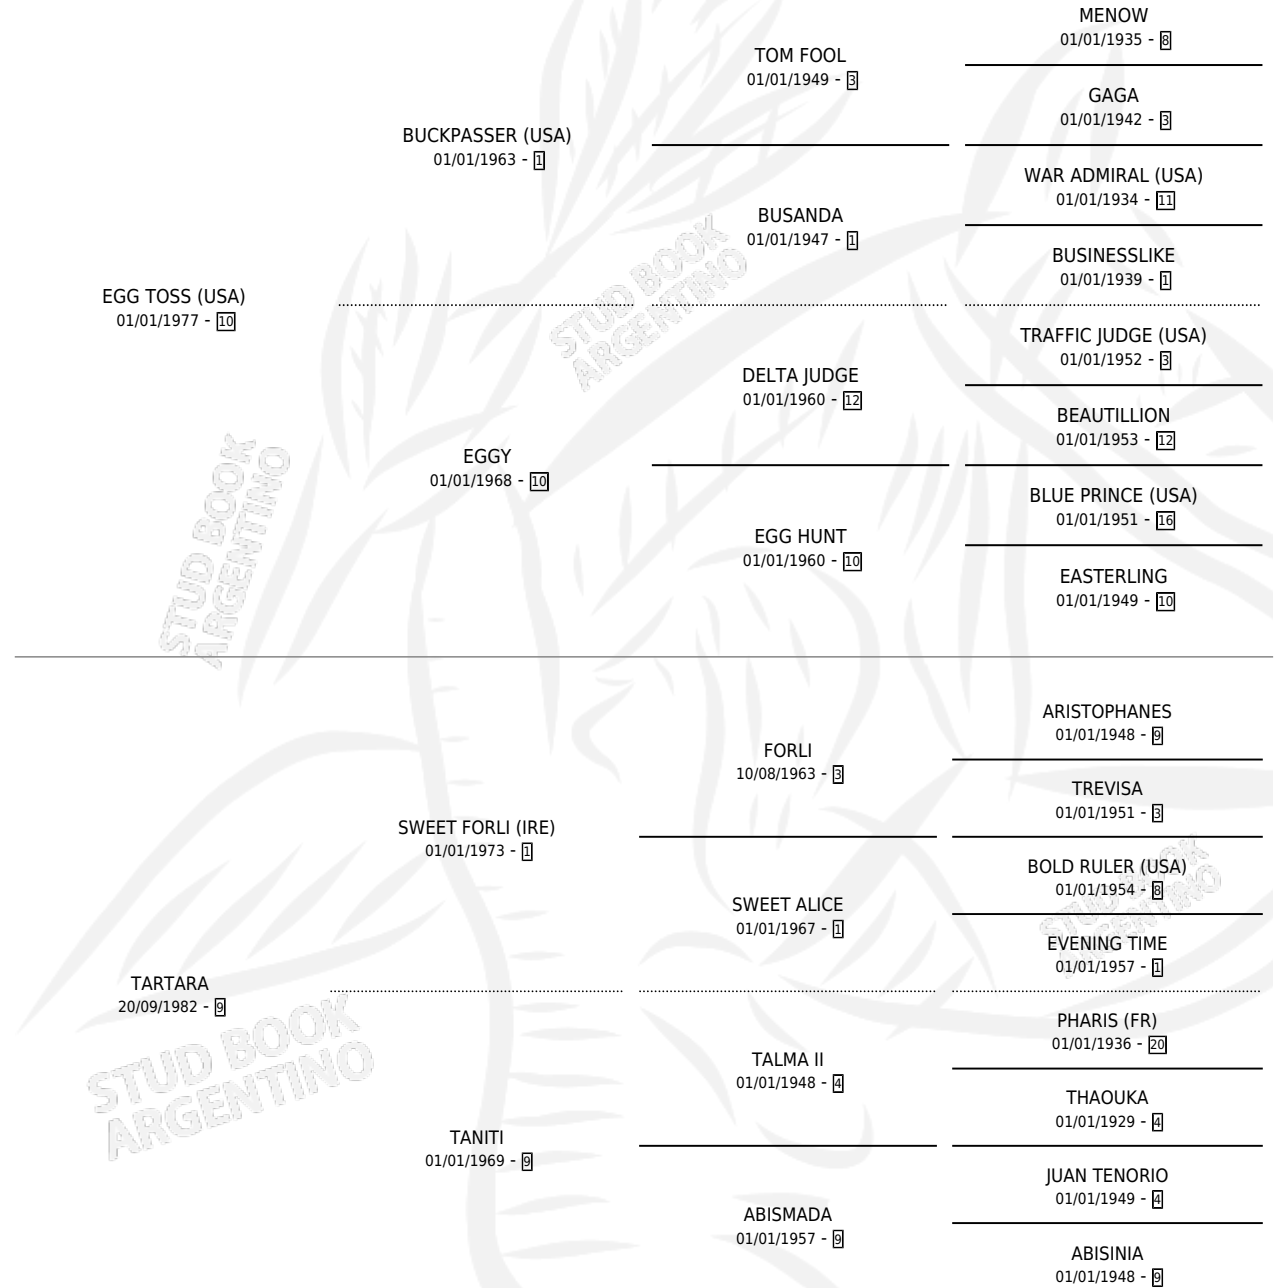 MENOW
01/01/1935 - 8
TOM FOOL
01/01/1949 - 3
GAGA
01/01/1942 - 3
BUCKPASSER (USA)
01/01/1963 - 1
WAR ADMIRAL (USA)
01/01/1934 - 11
BUSANDA
01/01/1947 - 1
BUSINESSLIKE
01/01/1939 - 1
EGG TOSS (USA)
01/01/1977 - 10
STUD BOOK
ARGENTINO
TRAFFIC JUDGE (USA)
01/01/1952 - 3
DELTA JUDGE
01/01/1960 - 12
BEAUTILLION
01/01/1953 - 12
EGGY
01/01/1968 - 10
BLUE PRINCE (USA)
01/01/1951 - 16
EGG HUNT
01/01/1960 - 10
EASTERLING
01/01/1949 - 10
STUD BOOK
ARGENTINO
ARISTOPHANES
01/01/1948 - 9
FORLI
10/08/1963 - 3
TREVISA
01/01/1951 - 3
SWEET FORLI (IRE)
01/01/1973 - 1
BOLD RULER (USA)
01/01/1954 - 8
SWEET ALICE
01/01/1967 - 1
STUD BOOK
ARGENTINO
EVENING TIME
01/01/1957 - 1
TARTARA
20/09/1982 - 9
PHARIS (FR)
01/01/1936 - 20
TALMA II
01/01/1948 - 4
THAOUKA
01/01/1929 - 4
STUD BOOK
ARGENTINO
TANITI
01/01/1969 - 9
JUAN TENORIO
01/01/1949 - 4
ABISMADA
01/01/1957 - 9
ABISINIA
01/01/1948 - 9